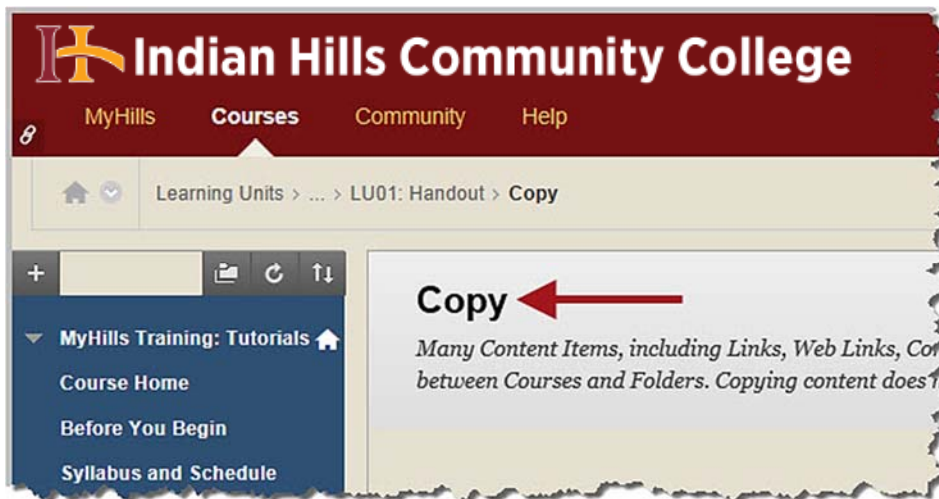 Indian Hills Community College
MyHills Courses Community Help
Learning Units > ... > LU01: Handout > Copy
MyHills Training: Tutorials
Course Home
Before You Begin
Syllabus and Schedule
Copy
Many Content Items, including Links, Web Links,
between Courses and Folders. Copying content does